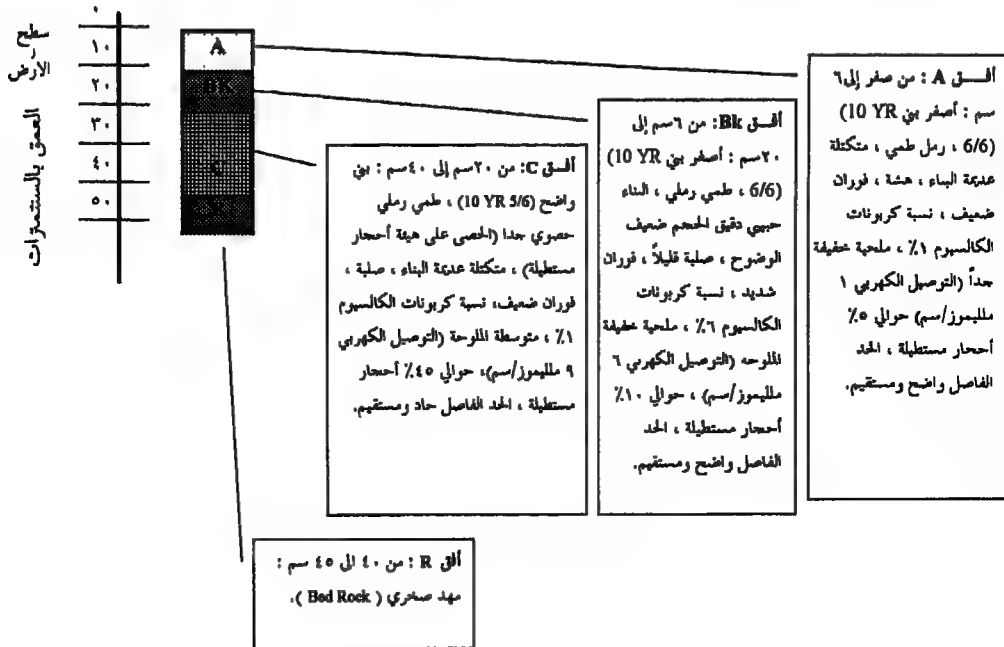 سطح الأرض
العمق بالسنتمترات
٠
١٠
٢٠
٣٠
٤٠
٥٠
A
BK
C
أفــق A : من صفر إلى ٦
سم : أصفر بني (10 YR
6/6) ، رمل طمي ، متكتلة
عديمة البناء ، هشة ، فوران
ضعيف ، نسبة كربونات
الكالسيوم ١٪ ، ملحية خفيفة
جداً (التوصيل الكهربي ١
ملليموز/سم) حوالي ٥٪
أحجار مستطيلة ، الحد
الفاصل واضح ومستقيم.
أفــق Bk: من ٦سم إلى
٢٠سم : أصفر بني (10 YR
6/6) ، طمي رملي ، البناء
حبيبي دقيق الحجم ضعيف
الوضوح ، صلبة قليلاً ، فوران
شديد ، نسبة كربونات
الكالسيوم ٦٪ ، ملحية خفيفة
الملوحه (التوصيل الكهربي ٦
ملليموز/سم) ، حوالي ١٠٪
أحجار مستطيلة ، الحد
الفاصل واضح ومستقيم.
أفــق C: من ٢٠سم إلى ٤٠سم : بني
واضح (10 YR 5/6) ، طمي رملي
حصوي جدا (الحصى على هيئة أحجار
مستطيلة) ، متكتلة عديمة البناء ، صلبة ،
فوران ضعيف، نسبة كربونات الكالسيوم
١٪ ، متوسطة الملوحة (التوصيل الكهربي
٩ ملليموز/سم)، حوالي ٤٥٪ أحجار
مستطيلة ، الحد الفاصل حاد ومستقيم.
أفق R : من ٤٠ الى ٤٥ سم :
مهد صخري ( Bed Rock ).